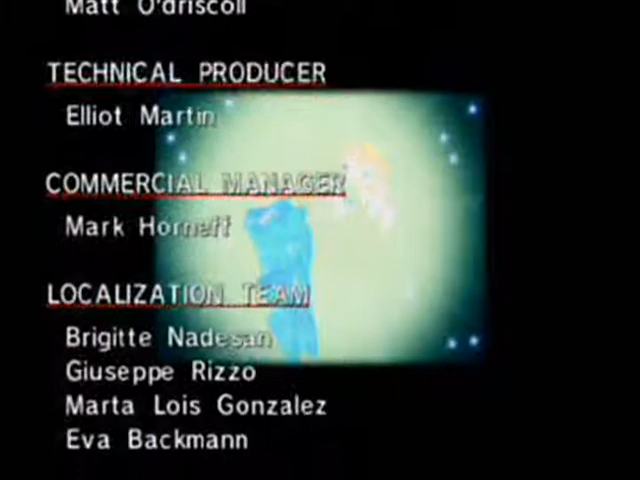 Matt O'driscoll
TECHNICAL PRODUCER
Elliot Martin
COMMERCIAL MANAGER
Mark Horneff
LOCALIZATION TEAM
Brigitte Nadesan
Giuseppe Rizzo
Marta Lois Gonzalez
Eva Backmann